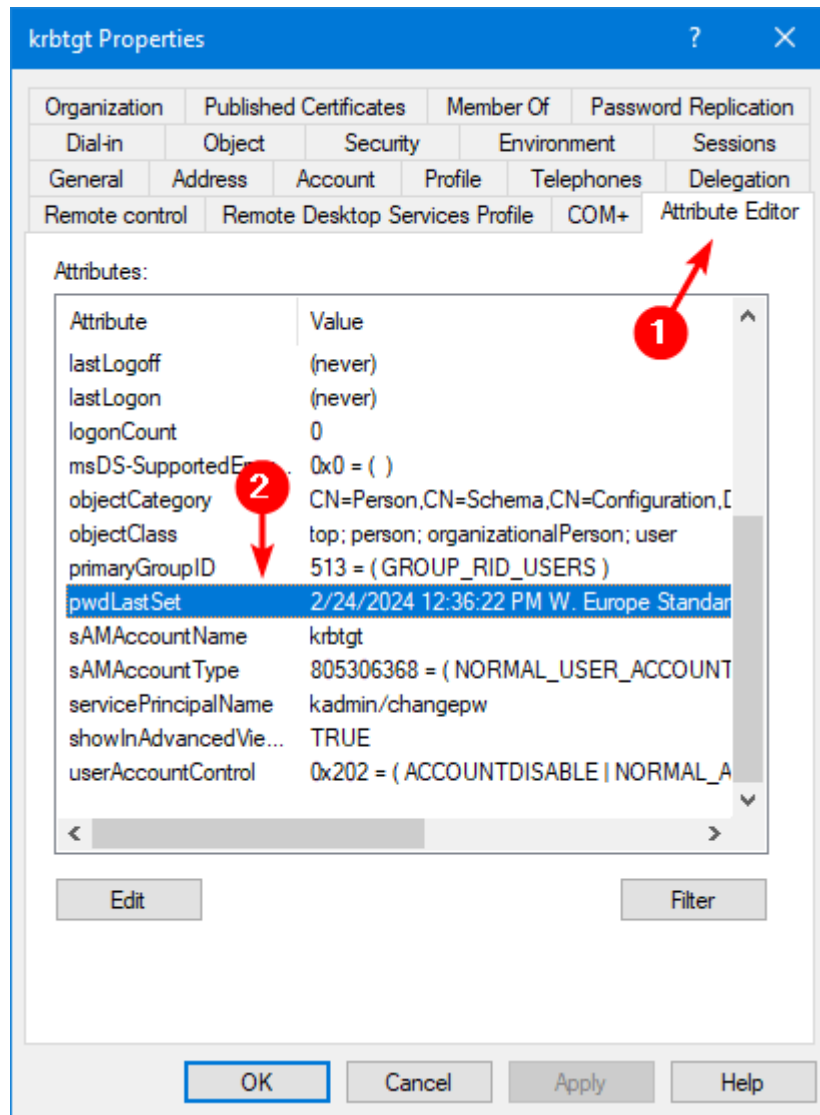 krbtgt Properties ? ×
Organization Published Certificates Member Of Password Replication
Dial-in Object Security Environment Sessions
General Address Account Profile Telephones Delegation
Remote control Remote Desktop Services Profile COM+ Attribute Editor
Attributes:
1
Attribute Value
lastLogoff (never)
lastLogon (never)
logonCount 0
msDS-SupportedEn... 0x0 = ( )
2
objectCategory CN=Person,CN=Schema,CN=Configuration,D
objectClass top; person; organizationalPerson; user
primaryGroupID 513 = ( GROUP_RID_USERS )
pwdLastSet 2/24/2024 12:36:22 PM W. Europe Standar
sAMAccountName krbtgt
sAMAccountType 805306368 = ( NORMAL_USER_ACCOUNT
servicePrincipalName kadmin/changepw
showInAdvancedVie... TRUE
userAccountControl 0x202 = ( ACCOUNTDISABLE | NORMAL_A
Edit Filter
OK Cancel Apply Help